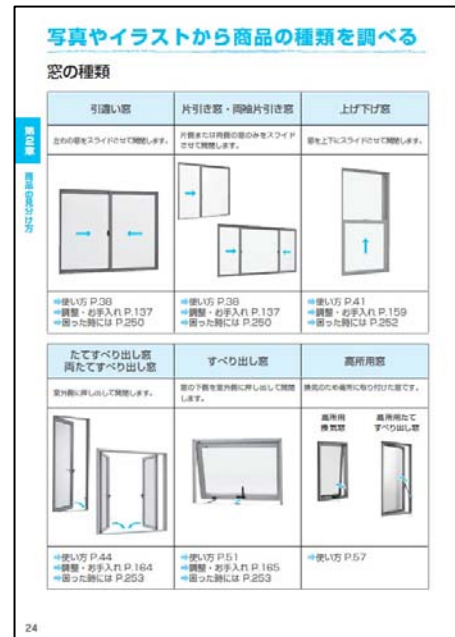 写真やイラストから商品の種類を調べる
窓の種類
第2章
商品の見分け方
引違い窓
左右の窓をスライドさせて開閉します。
➡使い方 P.38
➡調整・お手入れ P.137
➡困った時には P.250
片引き窓・両袖片引き窓
片側または両側の窓のみをスライド
させて開閉します。
➡使い方 P.38
➡調整・お手入れ P.137
➡困った時には P.250
上げ下げ窓
窓を上下にスライドさせて開閉します。
➡使い方 P.41
➡調整・お手入れ P.159
➡困った時には P.252
たてすべり出し窓
両たてすべり出し窓
室外側に押し出して開閉します。
➡使い方 P.44
➡調整・お手入れ P.164
➡困った時には P.253
すべり出し窓
窓の下側を室外側に押し出して開閉
します。
➡使い方 P.51
➡調整・お手入れ P.165
➡困った時には P.253
高所用窓
換気のため高所に取り付けた窓です。
高所用
換気窓
高所用たて
すべり出し窓
➡使い方 P.57
24